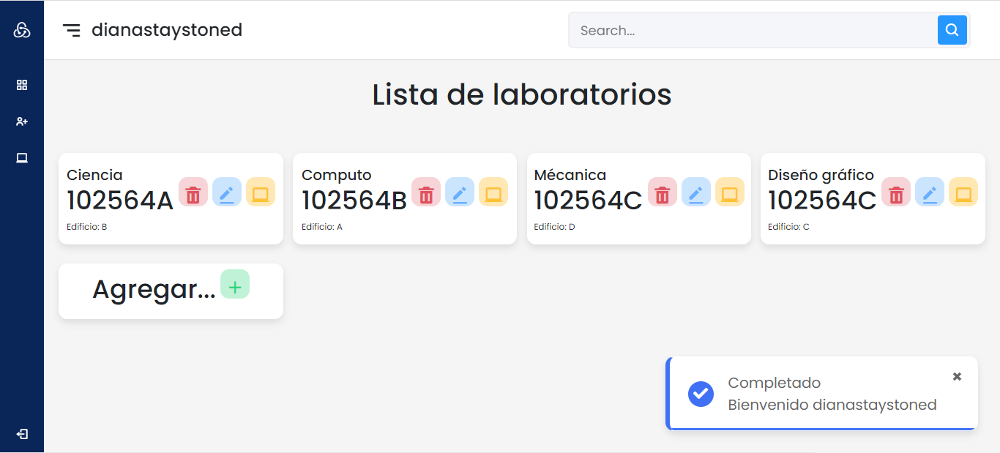 dianastaystoned
Search...
Lista de laboratorios
Ciencia
102564A
Edificio: B
Computo
102564B
Edificio: A
Mécanica
102564C
Edificio: D
Diseño gráfico
102564C
Edificio: C
Agregar...
Completado
Bienvenido dianastaystoned